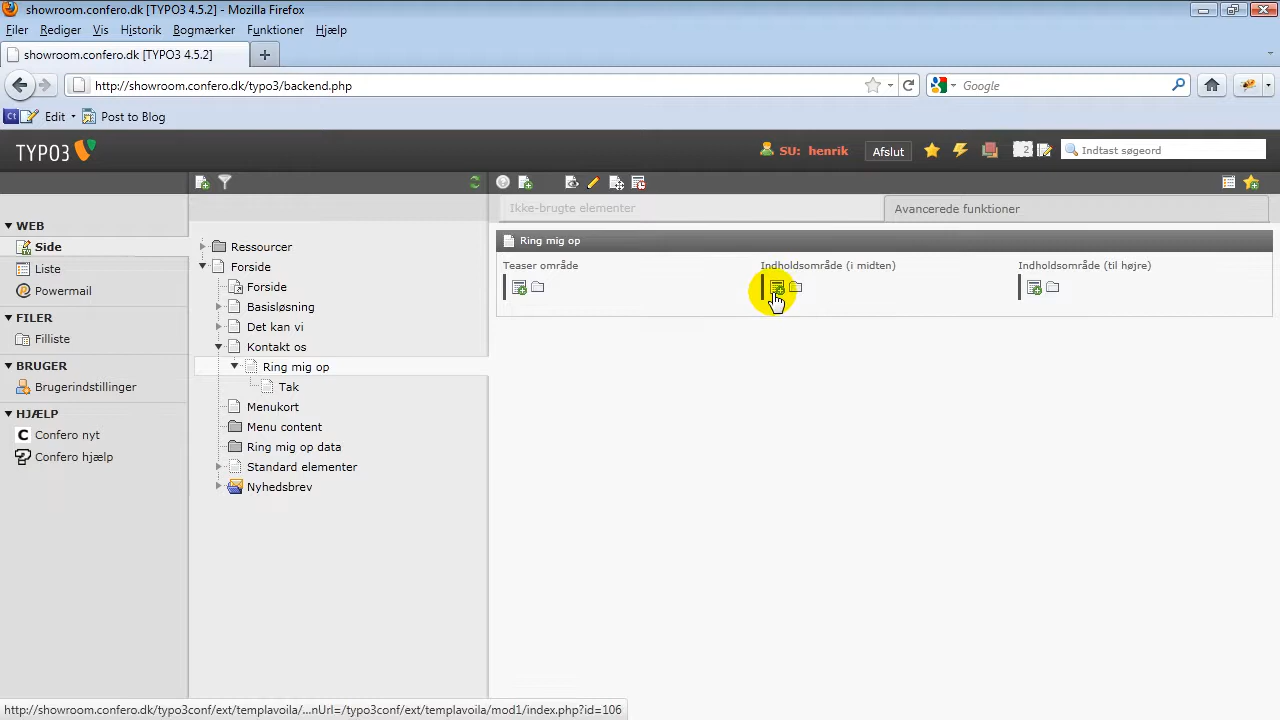 showroom.confero.dk [TYPO3 4.5.2] - Mozilla Firefox
Filer Rediger Vis Historik Bogmærker Funktioner Hjælp
showroom.confero.dk [TYPO3 4.5.2]
http://showroom.confero.dk/typo3/backend.php
Google
Ct Edit Post to Blog
TYPO3
SU: henrik
Afslut
2
Indtast søgeord
WEB
Side
Liste
Powermail
FILER
Filliste
BRUGER
Brugerindstillinger
HJÆLP
Confero nyt
Confero hjælp
Ressourcer
Forside
Forside
Basisløsning
Det kan vi
Kontakt os
Ring mig op
Tak
Menukort
Menu content
Ring mig op data
Standard elementer
Nyhedsbrev
Ikke-brugte elementer
Avancerede funktioner
Ring mig op
Teaser område
Indholdsområde (i midten)
Indholdsområde (til højre)
http://showroom.confero.dk/typo3conf/ext/templavoila/...nUrl=/typo3conf/ext/templavoila/mod1/index.php?id=106